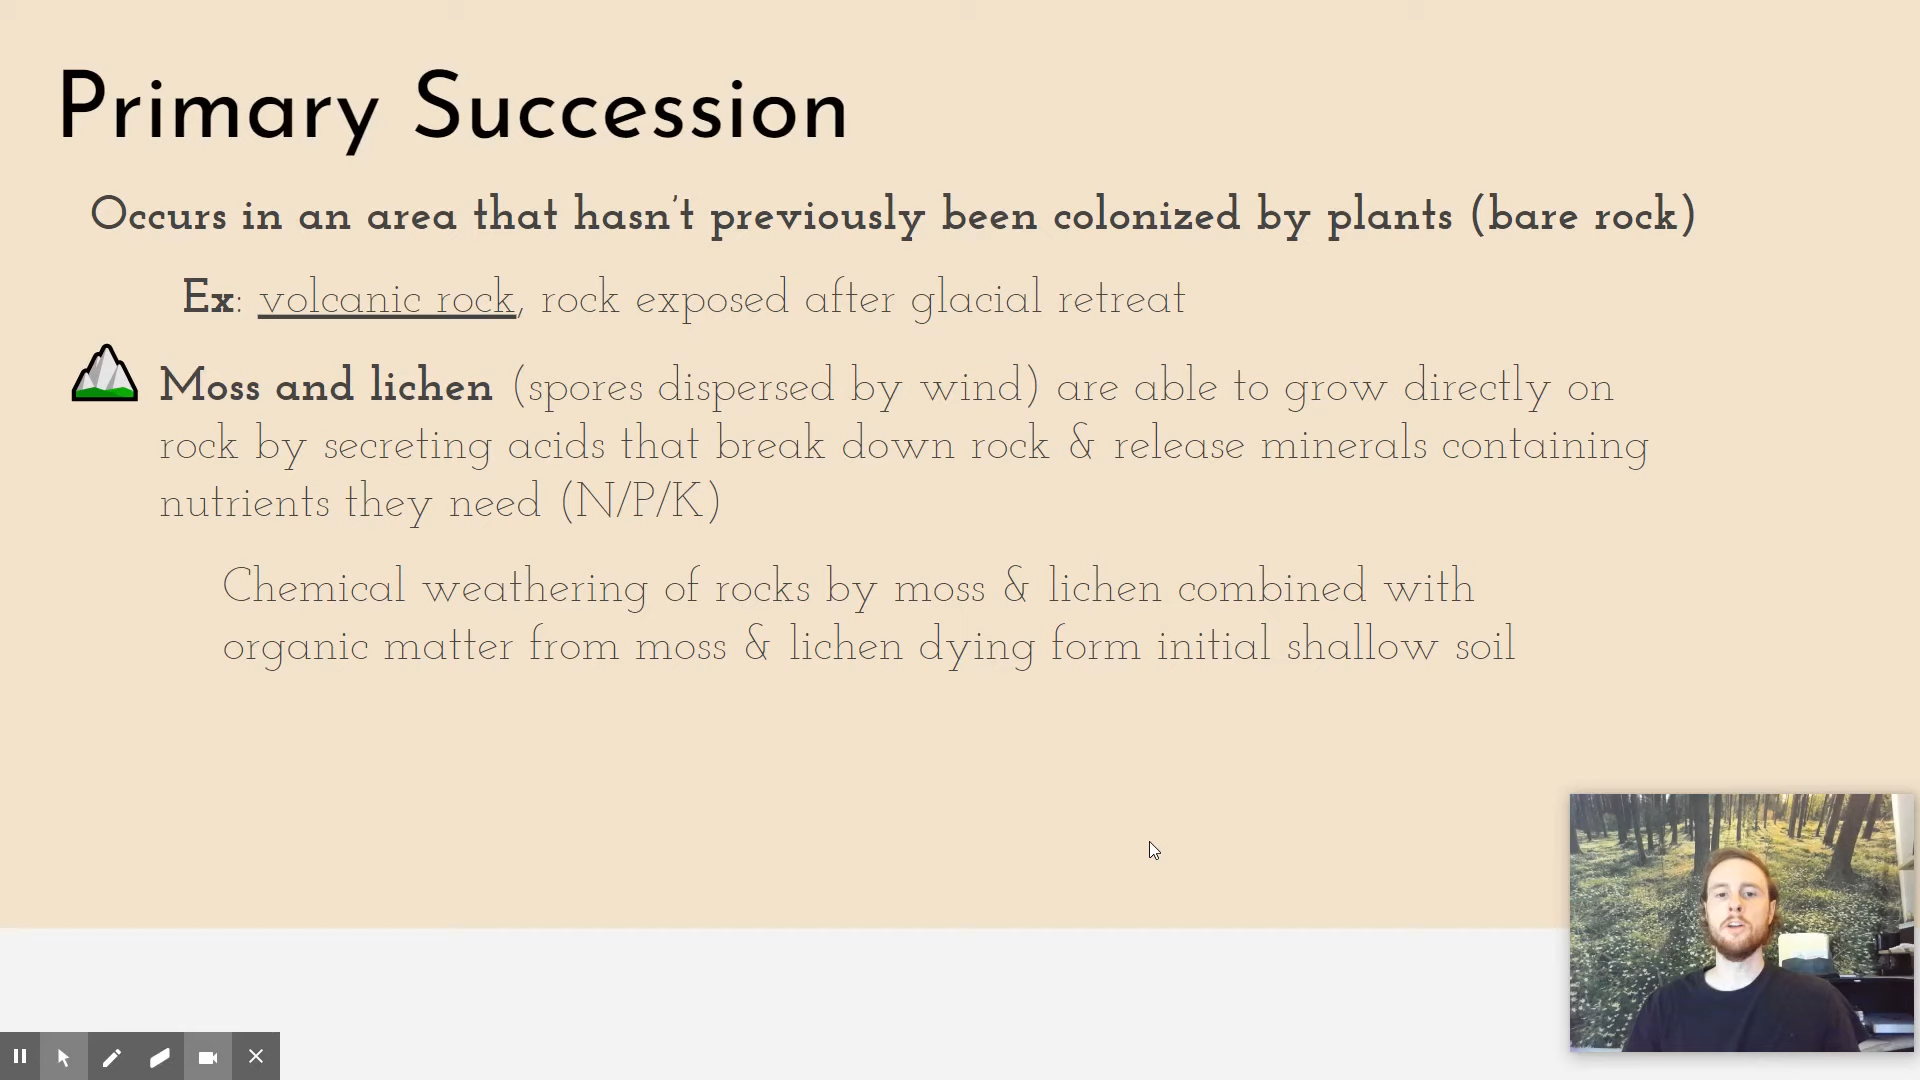 Primary Succession
Occurs in an area that hasn't previously been colonized by plants (bare rock)
Ex: volcanic rock, rock exposed after glacial retreat
Moss and lichen (spores dispersed by wind) are able to grow directly on
rock by secreting acids that break down rock & release minerals containing
nutrients they need (N/P/K)
Chemical weathering of rocks by moss & lichen combined with
organic matter from moss & lichen dying form initial shallow soil